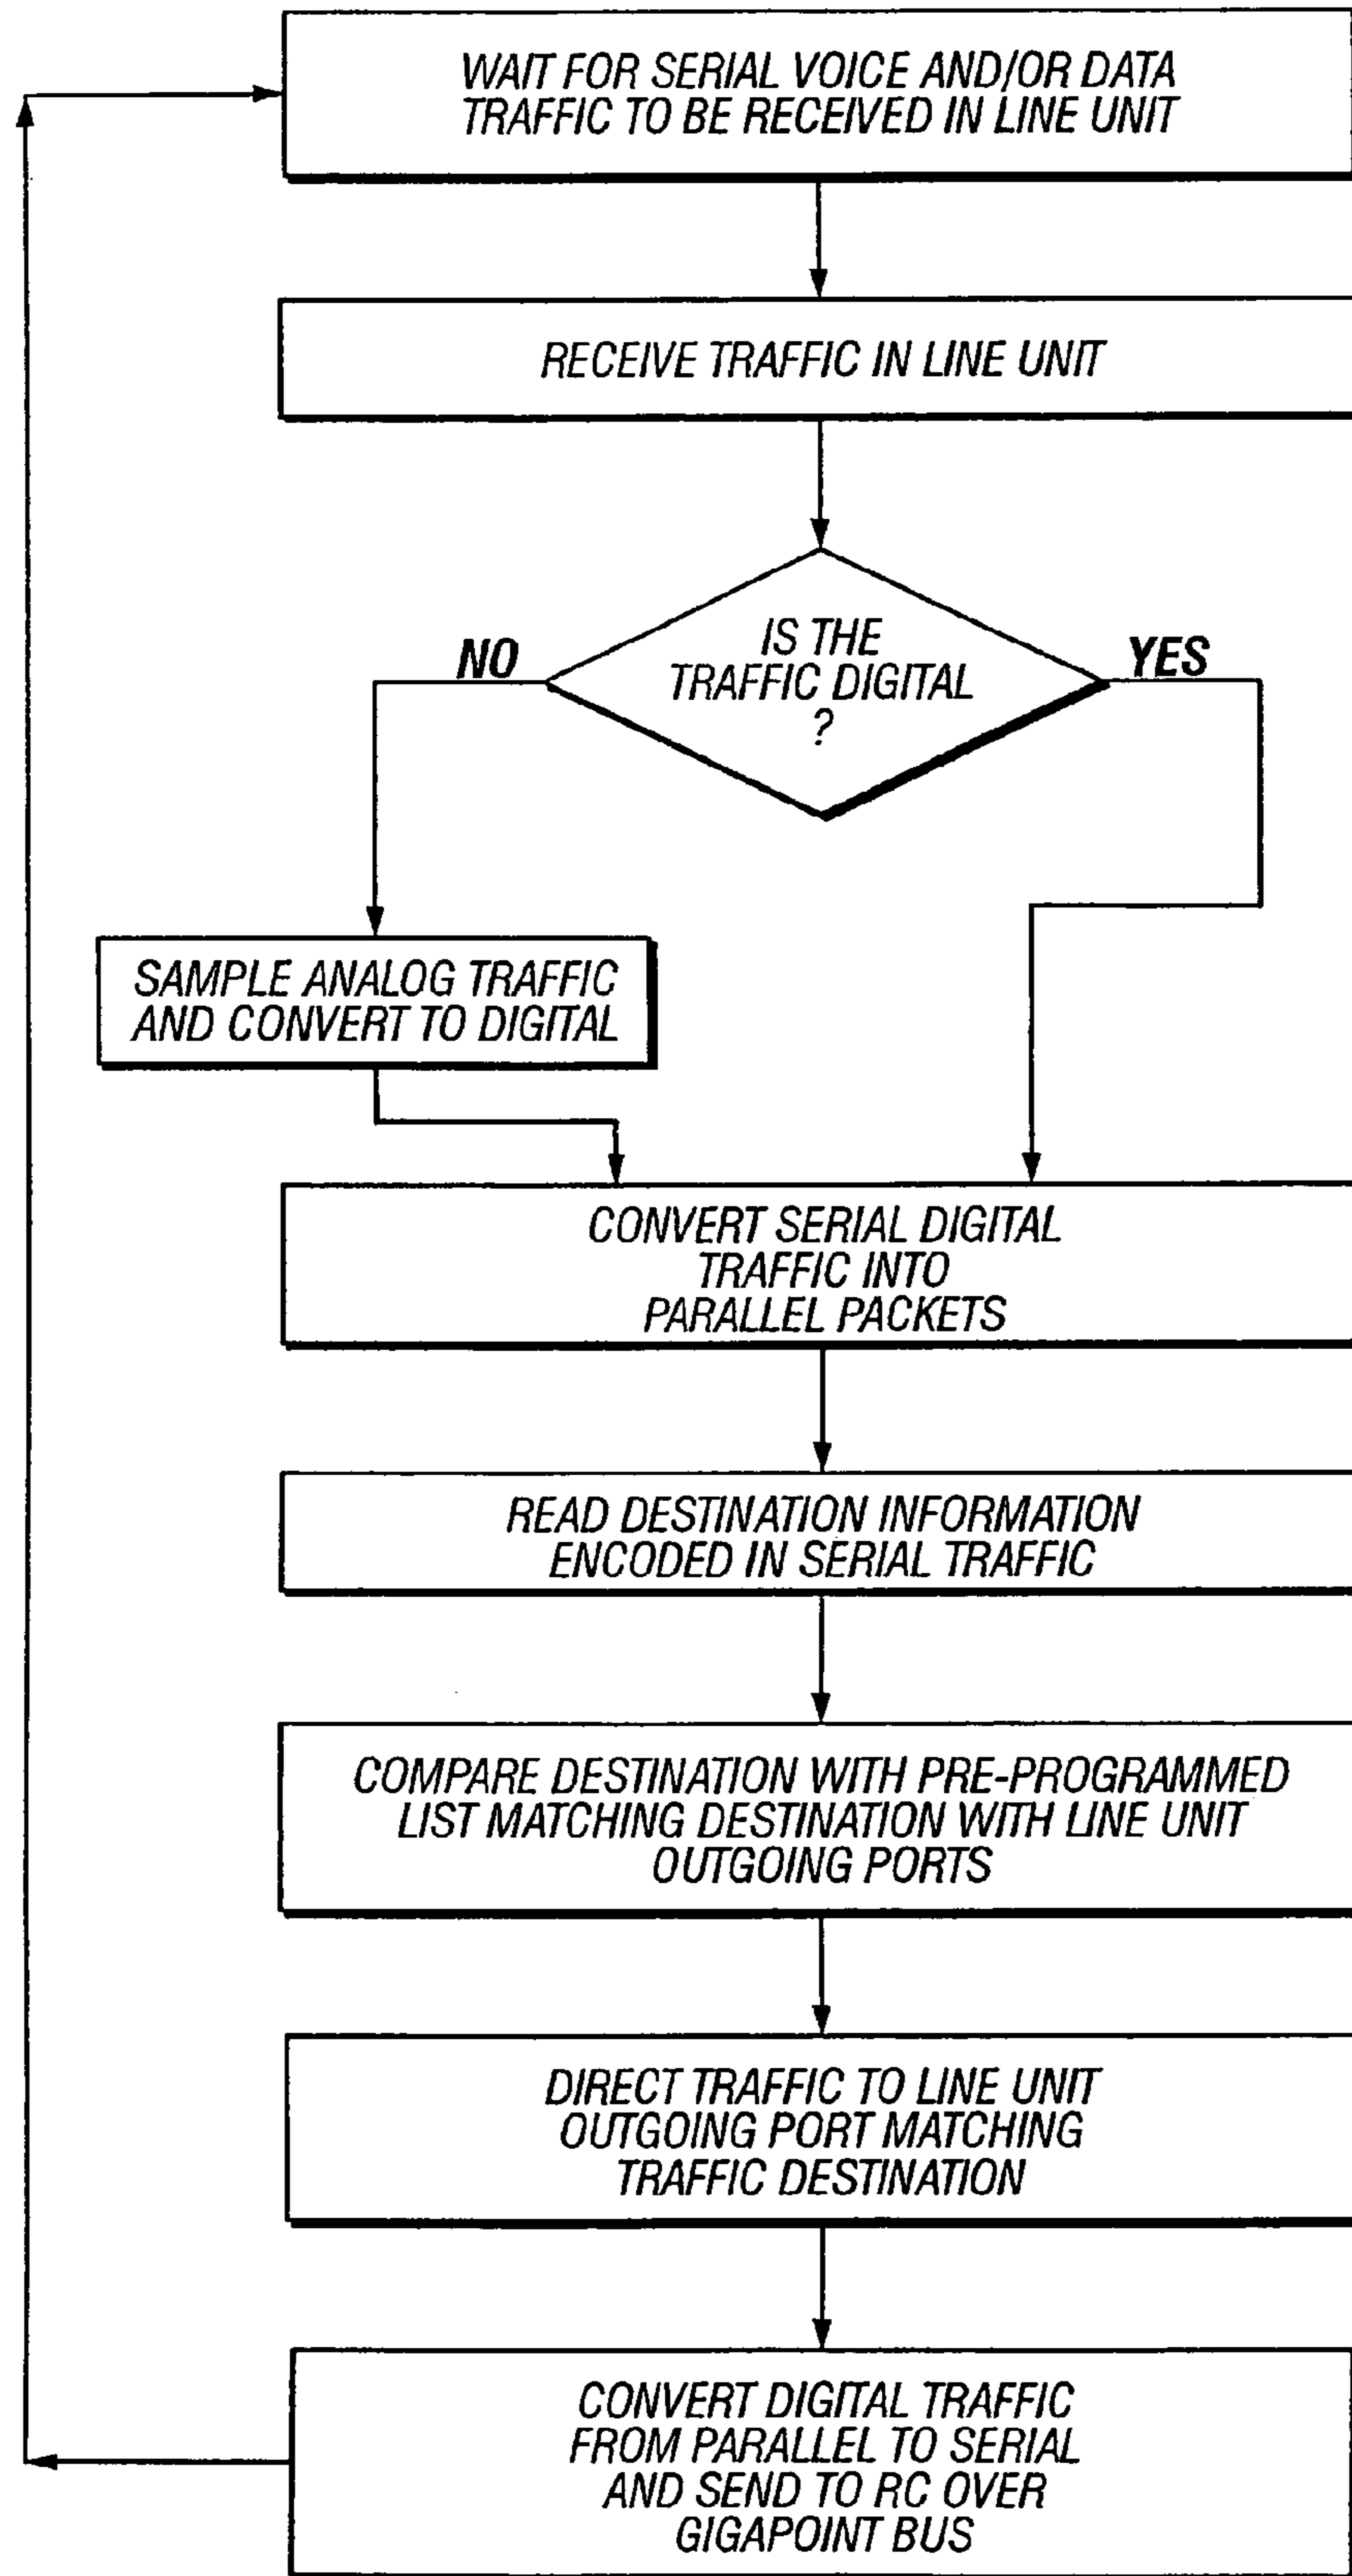 WAIT FOR SERIAL VOICE AND/OR DATA
TRAFFIC TO BE RECEIVED IN LINE UNIT
RECEIVE TRAFFIC IN LINE UNIT
IS THE
TRAFFIC DIGITAL
?
NO
YES
SAMPLE ANALOG TRAFFIC
AND CONVERT TO DIGITAL
CONVERT SERIAL DIGITAL
TRAFFIC INTO
PARALLEL PACKETS
READ DESTINATION INFORMATION
ENCODED IN SERIAL TRAFFIC
COMPARE DESTINATION WITH PRE-PROGRAMMED
LIST MATCHING DESTINATION WITH LINE UNIT
OUTGOING PORTS
DIRECT TRAFFIC TO LINE UNIT
OUTGOING PORT MATCHING
TRAFFIC DESTINATION
CONVERT DIGITAL TRAFFIC
FROM PARALLEL TO SERIAL
AND SEND TO RC OVER
GIGAPOINT BUS